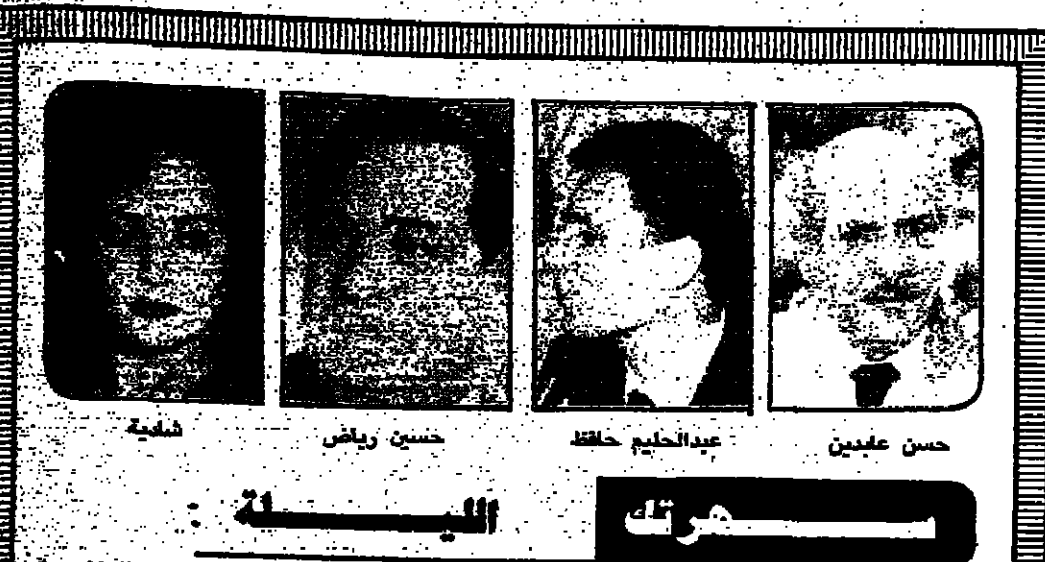 حسن عابدين
عبدالحليم حافظ
حسين رياض
شادية
سهرتك الليلة :